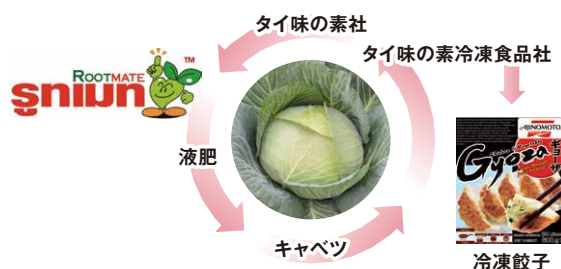 タイ味の素社
タイ味の素冷凍食品社
ROOTMATE
TM
รูทเมท
液肥
キャベツ
AJINOMOTO
Gyoza
ギョーザ
冷凍餃子